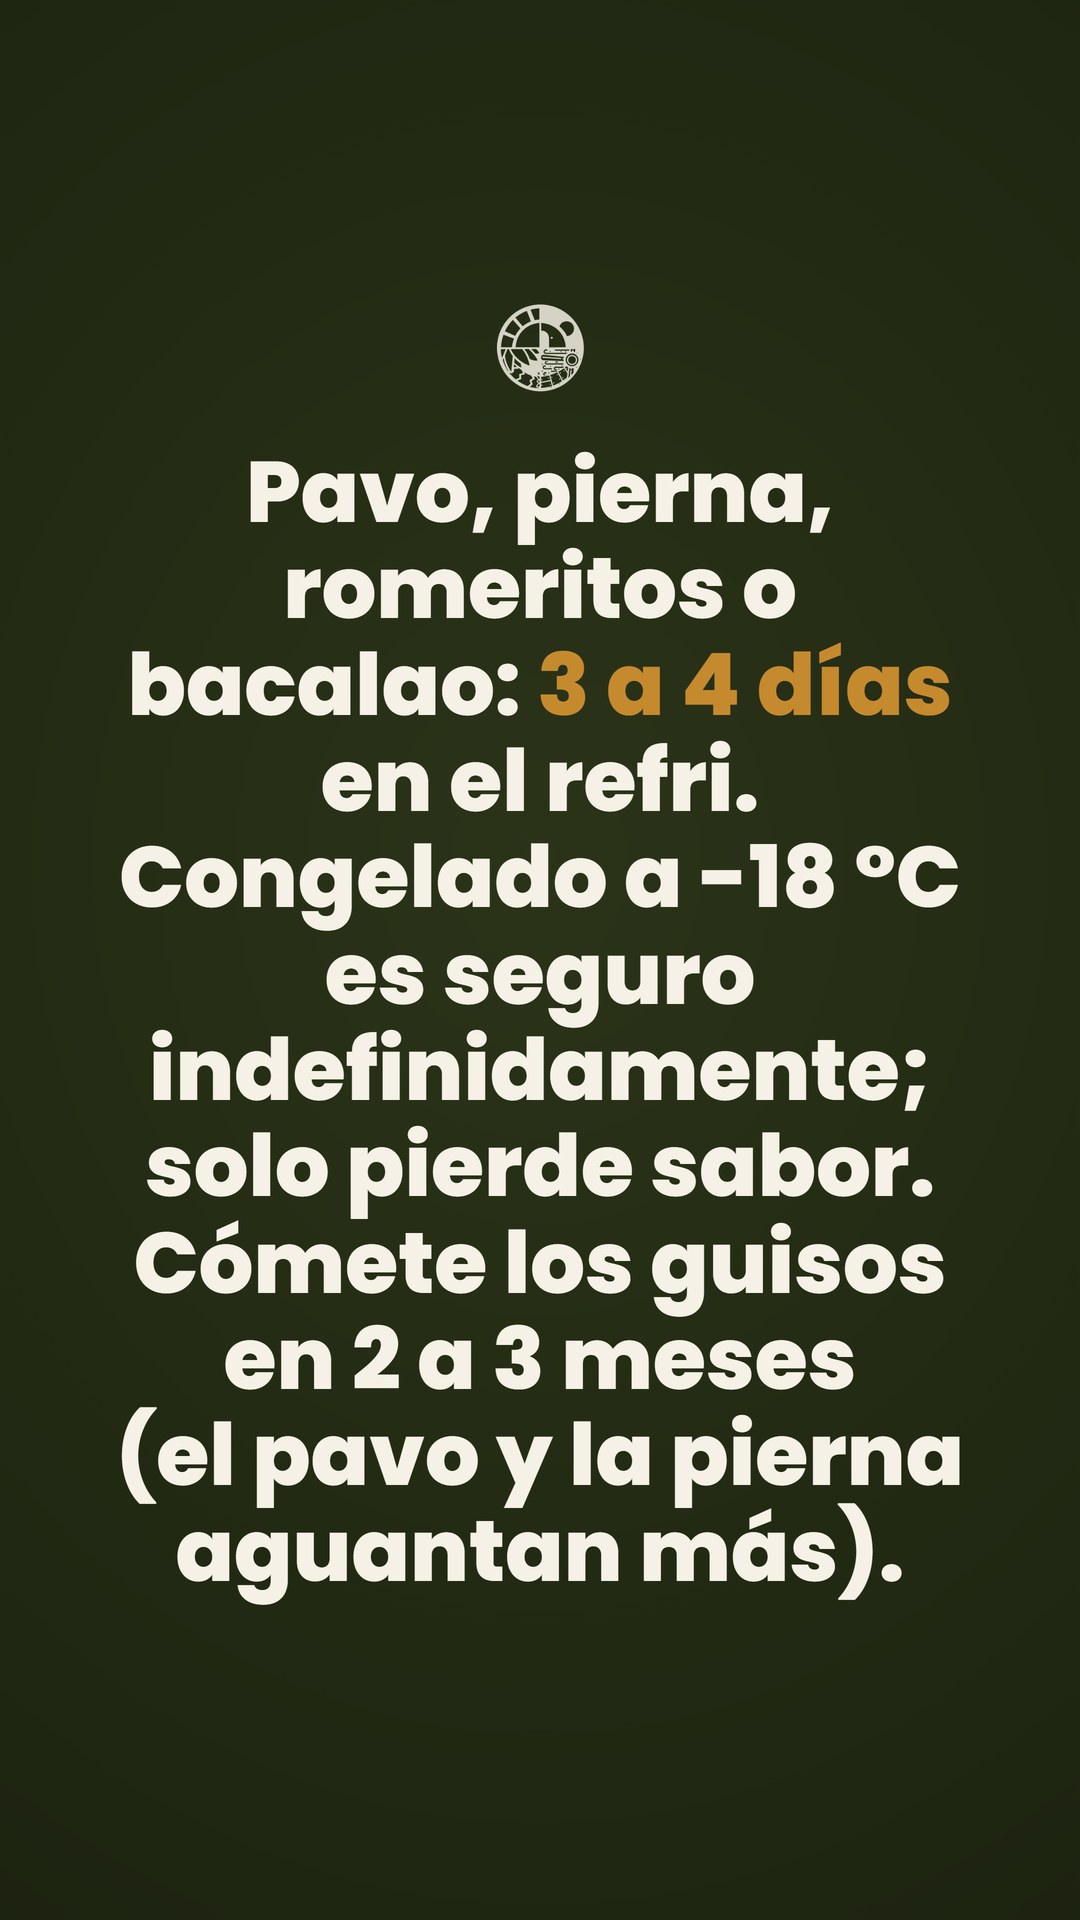 Pavo, pierna,
romeritos o
bacalao: 3 a 4 días
en el refri.
Congelado a -18 °C
es seguro
indefinidamente;
solo pierde sabor.
Cómete los guisos
en 2 a 3 meses
(el pavo y la pierna
aguantan más).